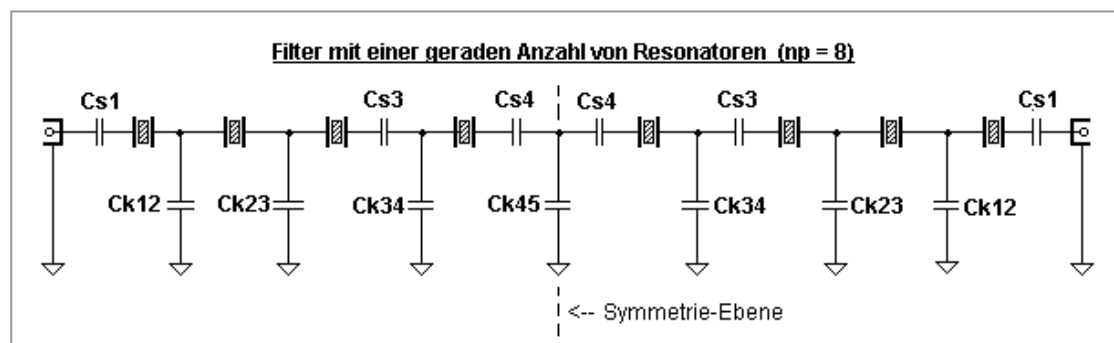 Filter mit einer geraden Anzahl von Resonatoren (np = 8)
Cs1 Cs3 Cs4 Cs4 Cs3 Cs1
Ck12 Ck23 Ck34 Ck45 Ck34 Ck23 Ck12
<-- Symmetrie-Ebene